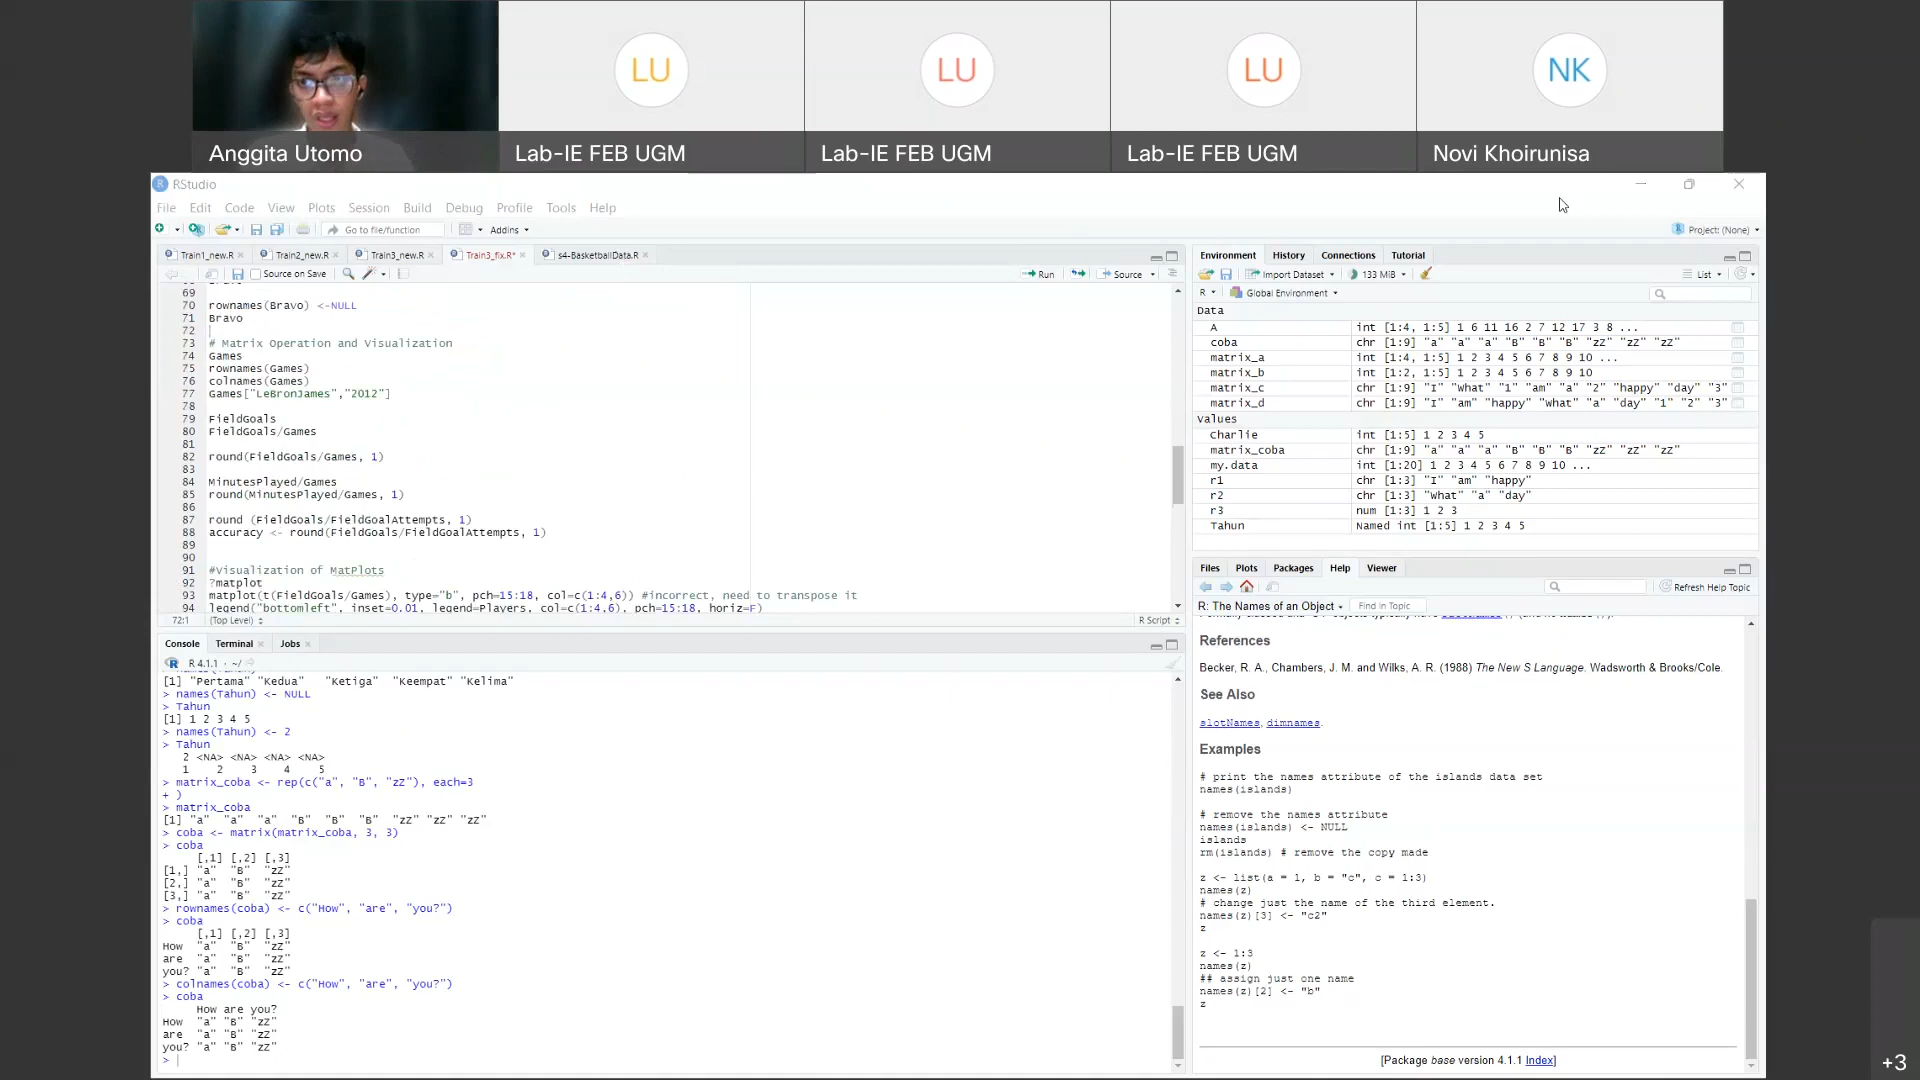 LU
LU
LU
NK
Anggita Utomo
Lab-IE FEB UGM
Lab-IE FEB UGM
Lab-IE FEB UGM
Novi Khoirunisa
RStudio
File Edit Code View Plots Session Build Debug Profile Tools Help
Go to file/function Addins Project: (None)
Train1_new.R Train2_new.R Train3_new.R Train3_fix.R* s4-BasketballData.R
Source on Save Run Source
69
70 rownames(Bravo) <-NULL
71 Bravo
72
73 # Matrix Operation and Visualization
74 Games
75 rownames(Games)
76 colnames(Games)
77 Games["LeBronJames","2012"]
78
79 FieldGoals
80 FieldGoals/Games
81
82 round(FieldGoals/Games, 1)
83
84 MinutesPlayed/Games
85 round(MinutesPlayed/Games, 1)
86
87 round (FieldGoals/FieldGoalAttempts, 1)
88 accuracy <- round(FieldGoals/FieldGoalAttempts, 1)
89
90
91 #Visualization of MatPlots
92 ?matplot
93 matplot(t(FieldGoals/Games), type="b", pch=15:18, col=c(1:4,6)) #incorrect, need to transpose it
94 legend("bottomleft", inset=0.01, legend=Players, col=c(1:4,6), pch=15:18, horiz=F)
72:1 (Top Level) R Script
Console Terminal Jobs
R 4.1.1 · ~/
[1] "Pertama" "Kedua" "Ketiga" "Keempat" "Kelima"
> names(Tahun) <- NULL
> Tahun
[1] 1 2 3 4 5
> names(Tahun) <- 2
> Tahun
2 <NA> <NA> <NA> <NA>
1 2 3 4 5
> matrix_coba <- rep(c("a", "B", "zZ"), each=3
+ )
> matrix_coba
[1] "a" "a" "a" "B" "B" "B" "zZ" "zZ" "zZ"
> coba <- matrix(matrix_coba, 3, 3)
> coba
[,1] [,2] [,3]
[1,] "a" "B" "zZ"
[2,] "a" "B" "zZ"
[3,] "a" "B" "zZ"
> rownames(coba) <- c("How", "are", "you?")
> coba
[,1] [,2] [,3]
How "a" "B" "zZ"
are "a" "B" "zZ"
you? "a" "B" "zZ"
> colnames(coba) <- c("How", "are", "you?")
> coba
How are you?
How "a" "B" "zZ"
are "a" "B" "zZ"
you? "a" "B" "zZ"
>
Environment History Connections Tutorial
Import Dataset 133 MiB List
R Global Environment
Data
A int [1:4, 1:5] 1 6 11 16 2 7 12 17 3 8 ...
coba chr [1:9] "a" "a" "a" "B" "B" "B" "zZ" "zZ" "zZ"
matrix_a int [1:4, 1:5] 1 2 3 4 5 6 7 8 9 10 ...
matrix_b int [1:2, 1:5] 1 2 3 4 5 6 7 8 9 10
matrix_c chr [1:9] "I" "What" "1" "am" "a" "2" "happy" "day" "3"
matrix_d chr [1:9] "I" "am" "happy" "What" "a" "day" "1" "2" "3"
Values
Charlie int [1:5] 1 2 3 4 5
matrix_coba chr [1:9] "a" "a" "a" "B" "B" "B" "zZ" "zZ" "zZ"
my.data int [1:20] 1 2 3 4 5 6 7 8 9 10 ...
r1 chr [1:3] "I" "am" "happy"
r2 chr [1:3] "What" "a" "day"
r3 num [1:3] 1 2 3
Tahun Named int [1:5] 1 2 3 4 5
Files Plots Packages Help Viewer
Refresh Help Topic
R: The Names of an Object Find in Topic
References
Becker, R. A., Chambers, J. M. and Wilks, A. R. (1988) The New S Language. Wadsworth & Brooks/Cole.
See Also
slotNames, dimnames.
Examples
# print the names attribute of the islands data set
names(islands)
# remove the names attribute
names(islands) <- NULL
islands
rm(islands) # remove the copy made
z <- list(a = 1, b = "c", c = 1:3)
names(z)
# change just the name of the third element.
names(z)[3] <- "c2"
z
z <- 1:3
names(z)
## assign just one name
names(z)[2] <- "b"
z
[Package base version 4.1.1 Index]
+3